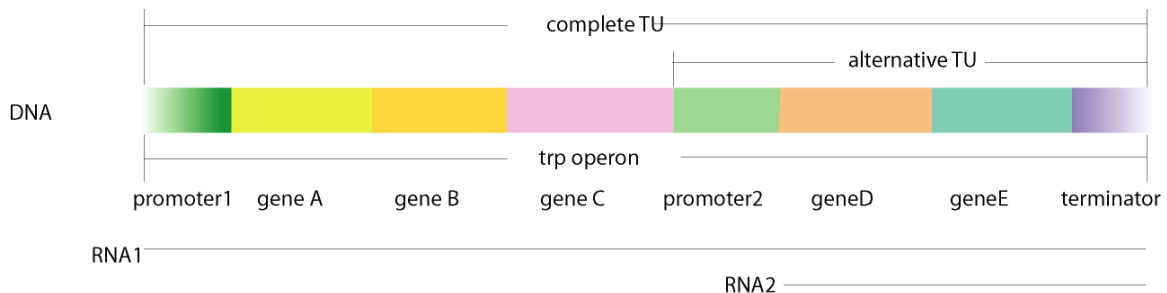 complete TU
alternative TU
DNA
trp operon
promoter1 gene A gene B gene C promoter2 geneD geneE terminator
RNA1
RNA2